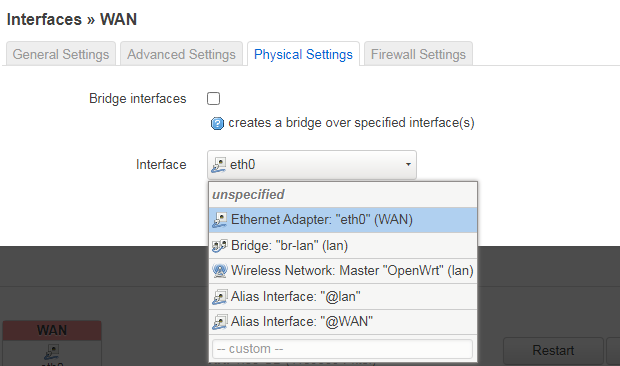 Interfaces » WAN
General Settings
Advanced Settings
Physical Settings
Firewall Settings
Bridge interfaces
creates a bridge over specified interface(s)
Interface
eth0
unspecified
Ethernet Adapter: "eth0" (WAN)
Bridge: "br-lan" (lan)
Wireless Network: Master "OpenWrt" (lan)
Alias Interface: "@lan"
Alias Interface: "@WAN"
-- custom --
WAN
Restart